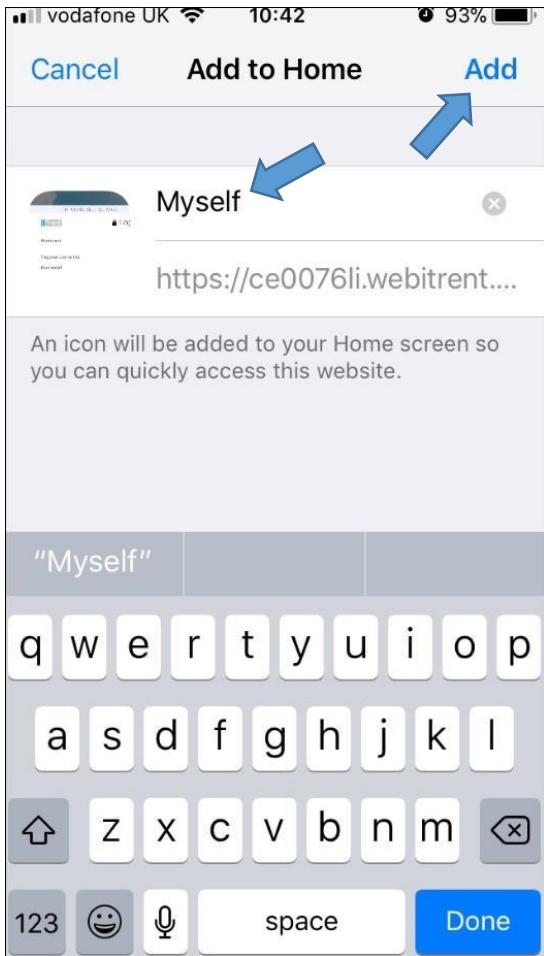 vodafone UK 10:42 93%
Cancel Add to Home Add
Myself
https://ce0076li.webitrent....
An icon will be added to your Home screen so
you can quickly access this website.
“Myself”
q w e r t y u i o p
a s d f g h j k l
z x c v b n m
123 space Done